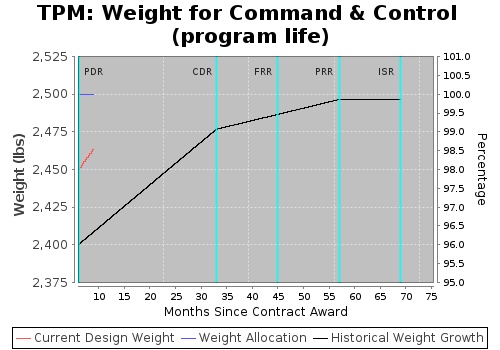 TPM: Weight for Command & Control
(program life)
2,525
2,500
2,475
2,450
2,425
2,400
2,375
Weight (lbs)
PDR CDR FRR PRR ISR
101.0
100.5
100.0
99.5
99.0
98.5
98.0
97.5
97.0
96.5
96.0
95.5
95.0
Percentage
10 15 20 25 30 35 40 45 50 55 60 65 70 75
Months Since Contract Award
Current Design Weight Weight Allocation Historical Weight Growth